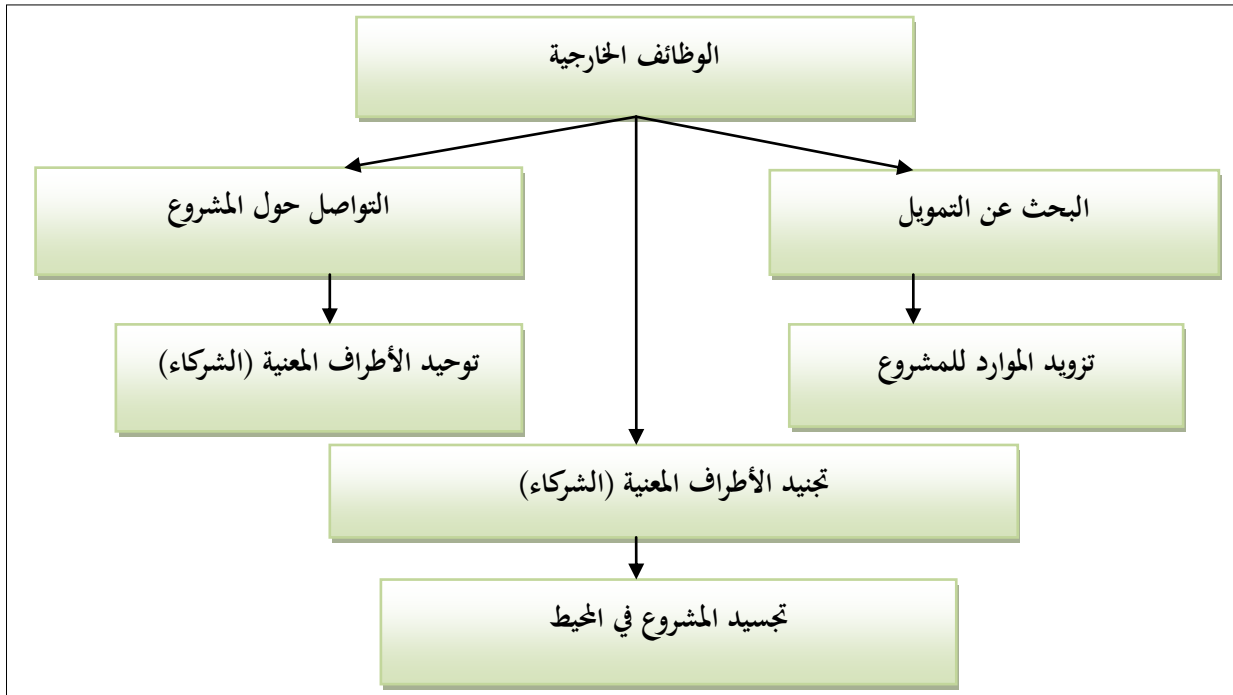 الوظائف الخارجية
البحث عن التمويل
التواصل حول المشروع
تزويد الموارد للمشروع
توحيد الأطراف المعنية (الشركاء)
تجنيد الأطراف المعنية (الشركاء)
تجسيد المشروع في المحيط